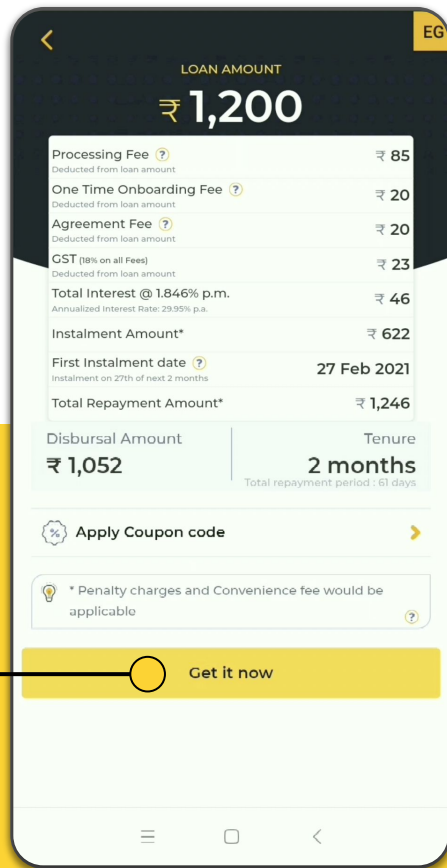 EG
LOAN AMOUNT
₹ 1,200
Processing Fee ? ₹ 85
Deducted from loan amount
One Time Onboarding Fee ? ₹ 20
Deducted from loan amount
Agreement Fee ? ₹ 20
Deducted from loan amount
GST (18% on all Fees) ₹ 23
Deducted from loan amount
Total Interest @ 1.846% p.m. ₹ 46
Annualized Interest Rate: 29.95% p.a.
Instalment Amount* ₹ 622
First Instalment date ? 27 Feb 2021
Instalment on 27th of next 2 months
Total Repayment Amount* ₹ 1,246
Disbursal Amount Tenure
₹ 1,052 2 months
Total repayment period : 61 days
% Apply Coupon code
* Penalty charges and Convenience fee would be
applicable ?
Get it now